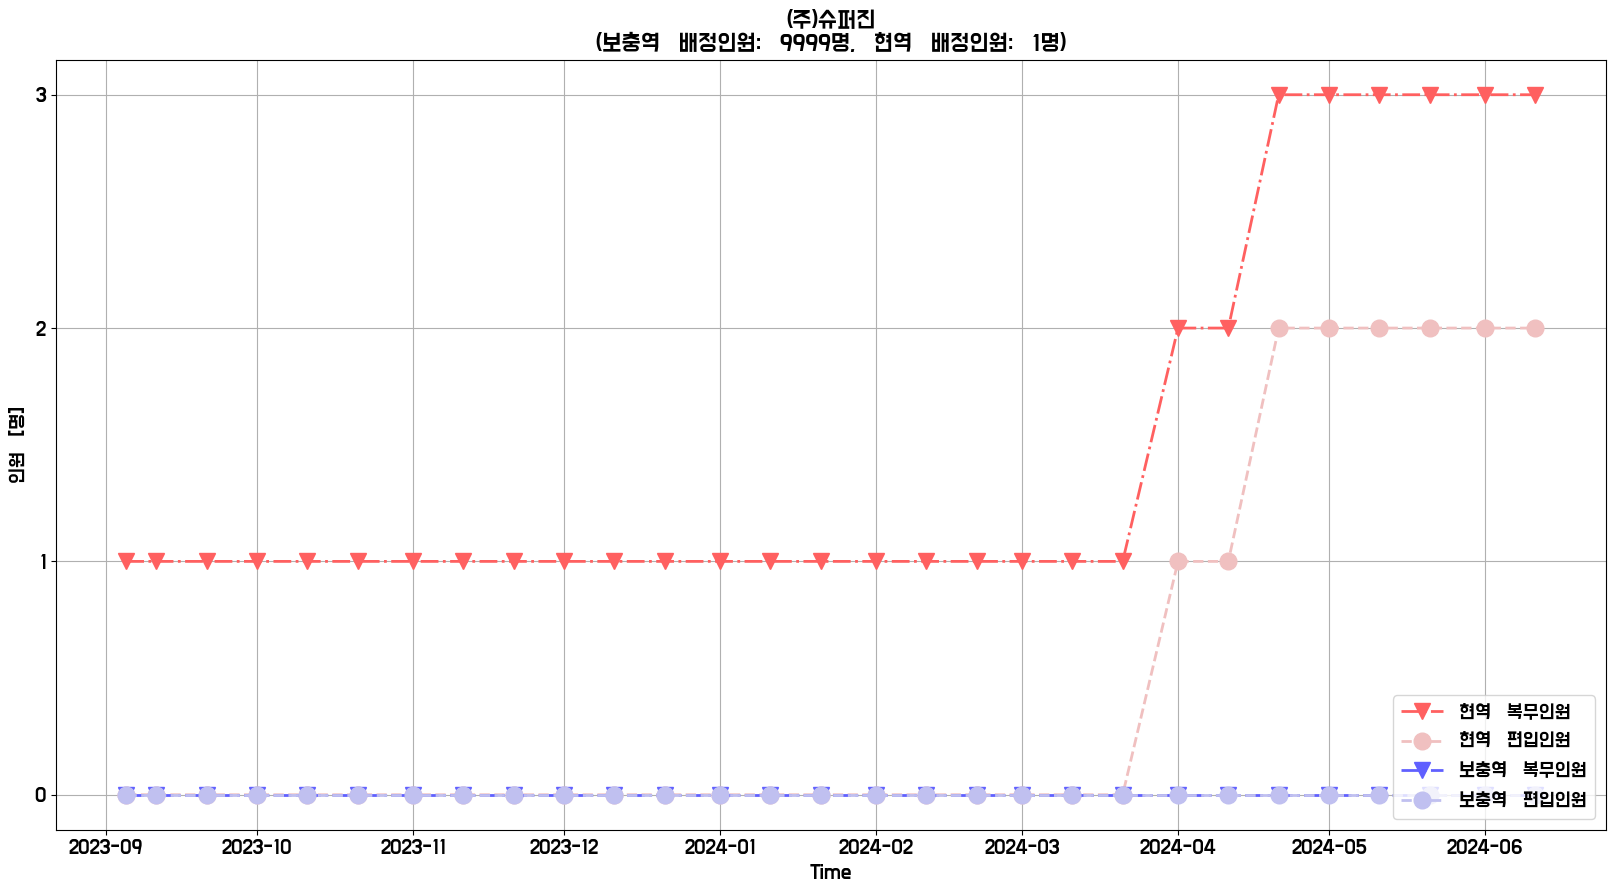 (주)슈퍼진
(보충역 배정인원: 9999명, 현역 배정인원: 1명)
인원 [명]
3
2
1
0
현역 복무인원
현역 편입인원
보충역 복무인원
보충역 편입인원
2023-09 2023-10 2023-11 2023-12 2024-01 2024-02 2024-03 2024-04 2024-05 2024-06
Time